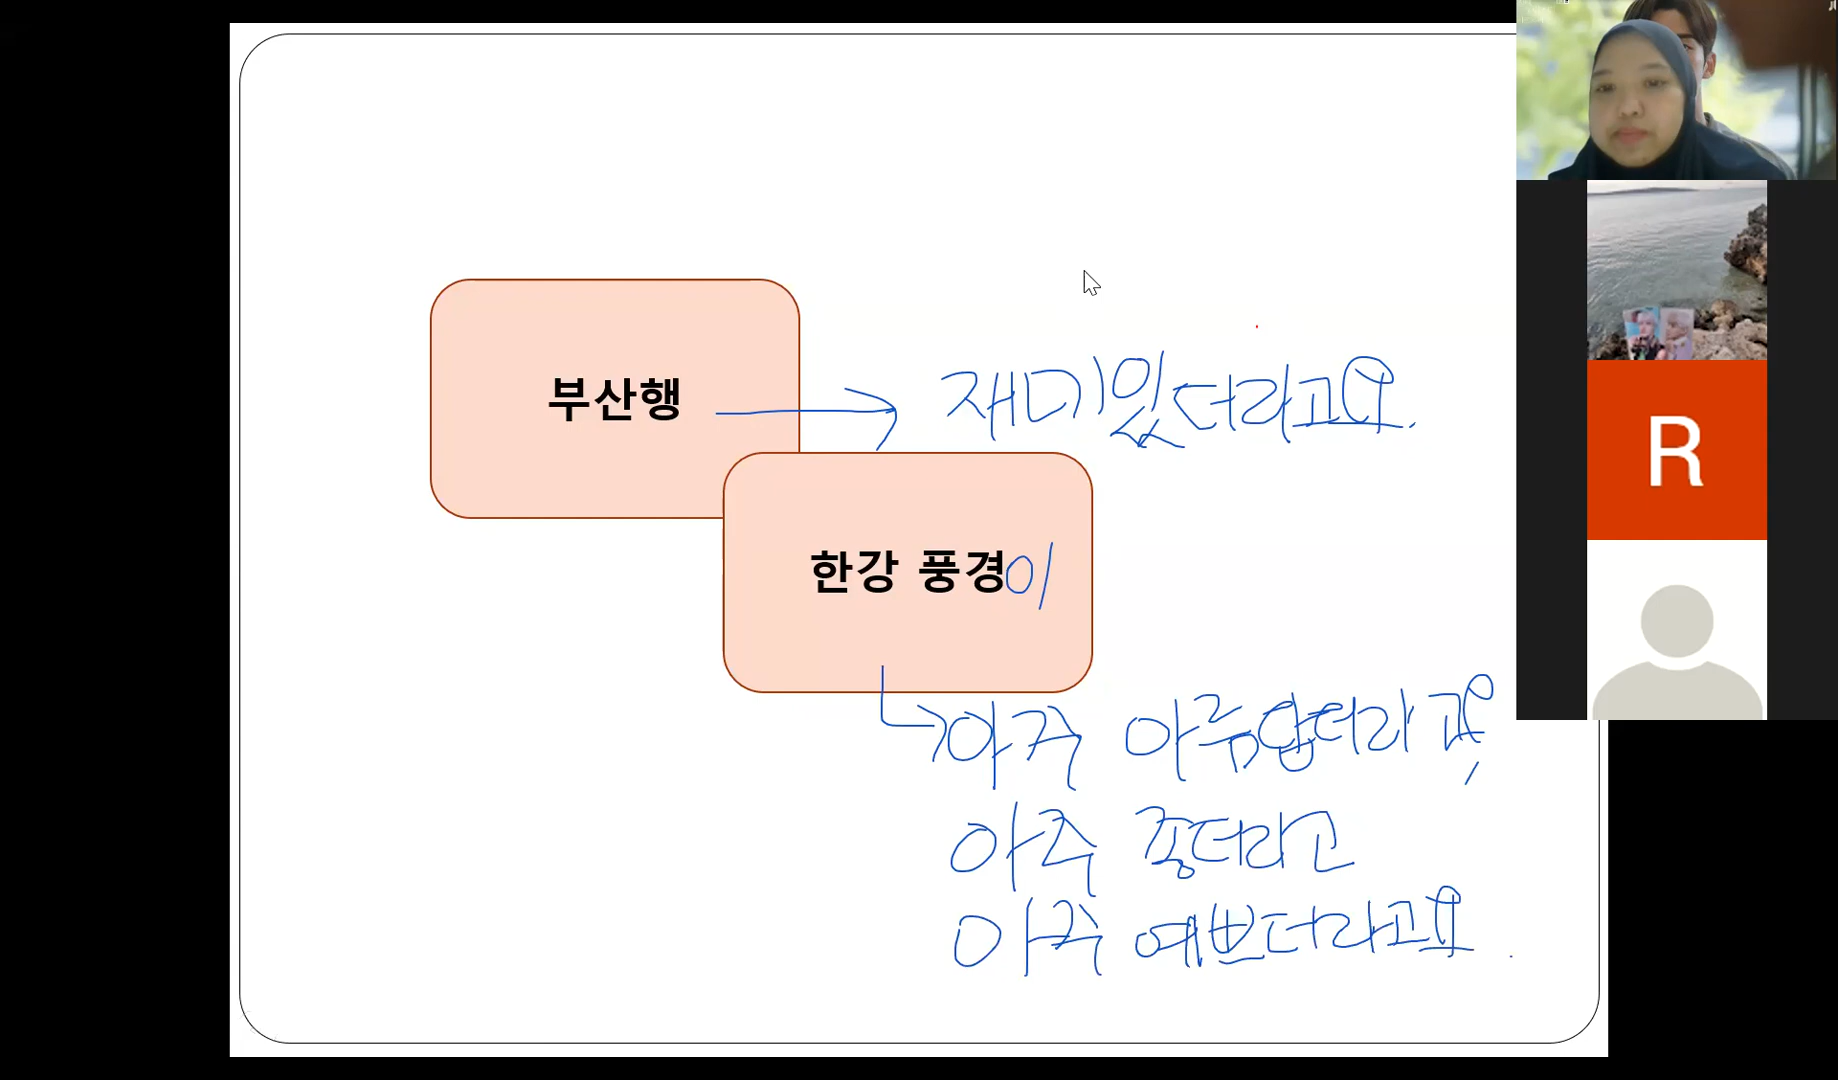 부산행
재미있더라고요.
한강 풍경이
아주 아름답더라고요,
아주 좋더라고
아주 예쁘더라고요.
R